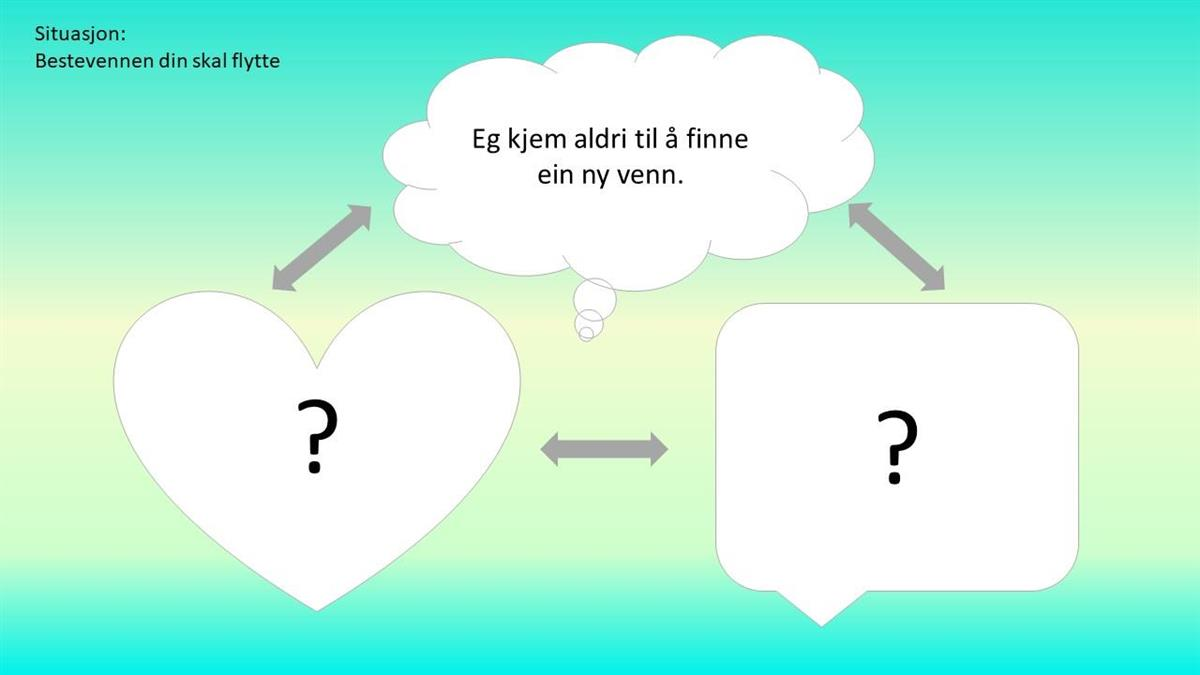 Situasjon:
Bestevennen din skal flytte
Eg kjem aldri til å finne
ein ny venn.
?
?